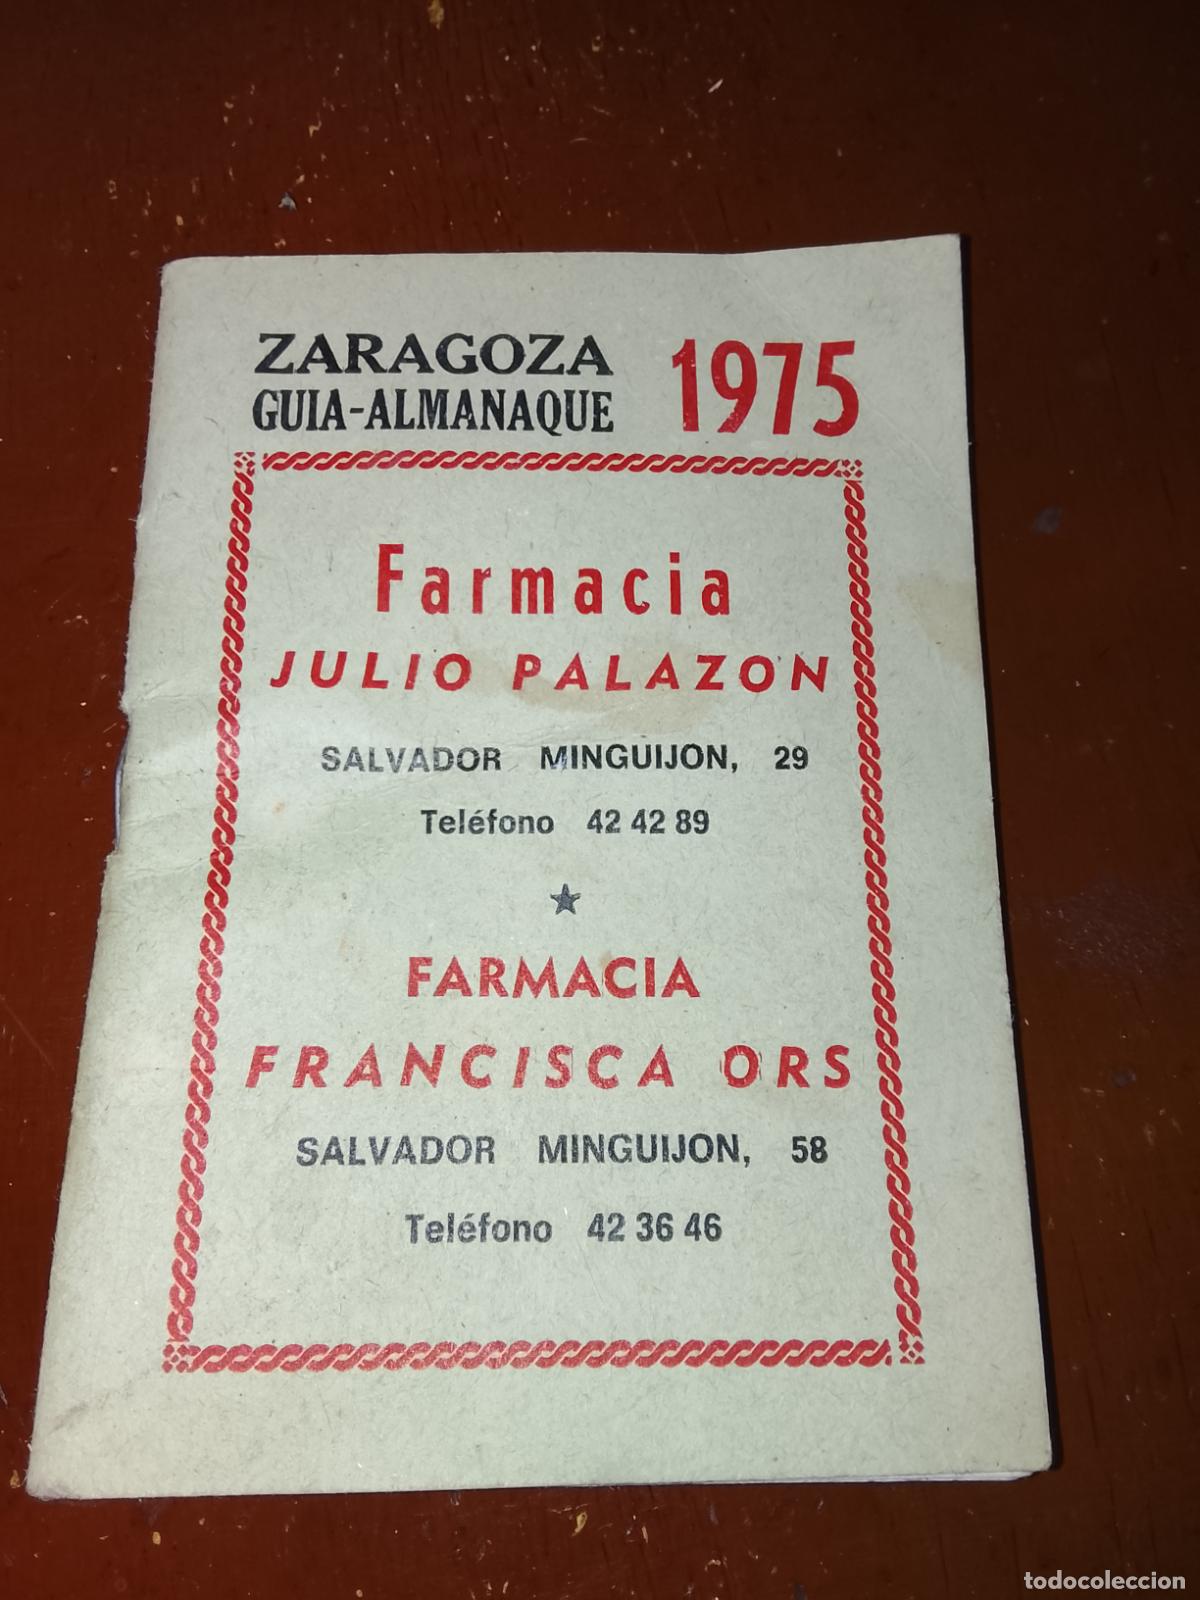 ZARAGOZA 1975
GUIA-ALMANAQUE
Farmacia
JULIO PALAZON
SALVADOR MINGUIJON, 29
Teléfono 42 42 89
FARMACIA
FRANCISCA ORS
SALVADOR MINGUIJON, 58
Teléfono 42 36 46
todocoleccion